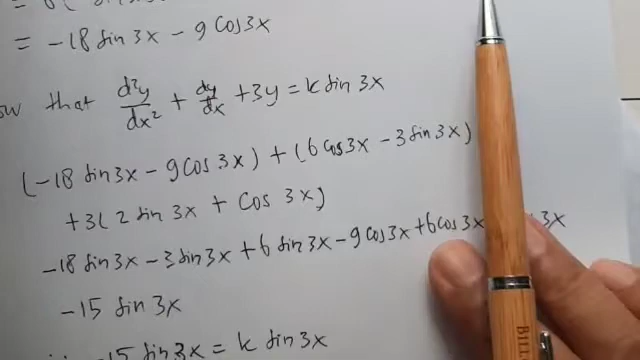 = -18 sin 3x - 9 cos 3x
that d²y/dx² + dy/dx + 3y = k sin 3x
(-18 sin 3x - 9 cos 3x) + (6 cos 3x - 3 sin 3x)
+3(2 sin 3x + cos 3x)
-18 sin 3x - 3 sin 3x + 6 sin 3x - 9 cos 3x + 6 cos 3x 3x
-15 sin 3x
-15 sin 3x = k sin 3x
BILL